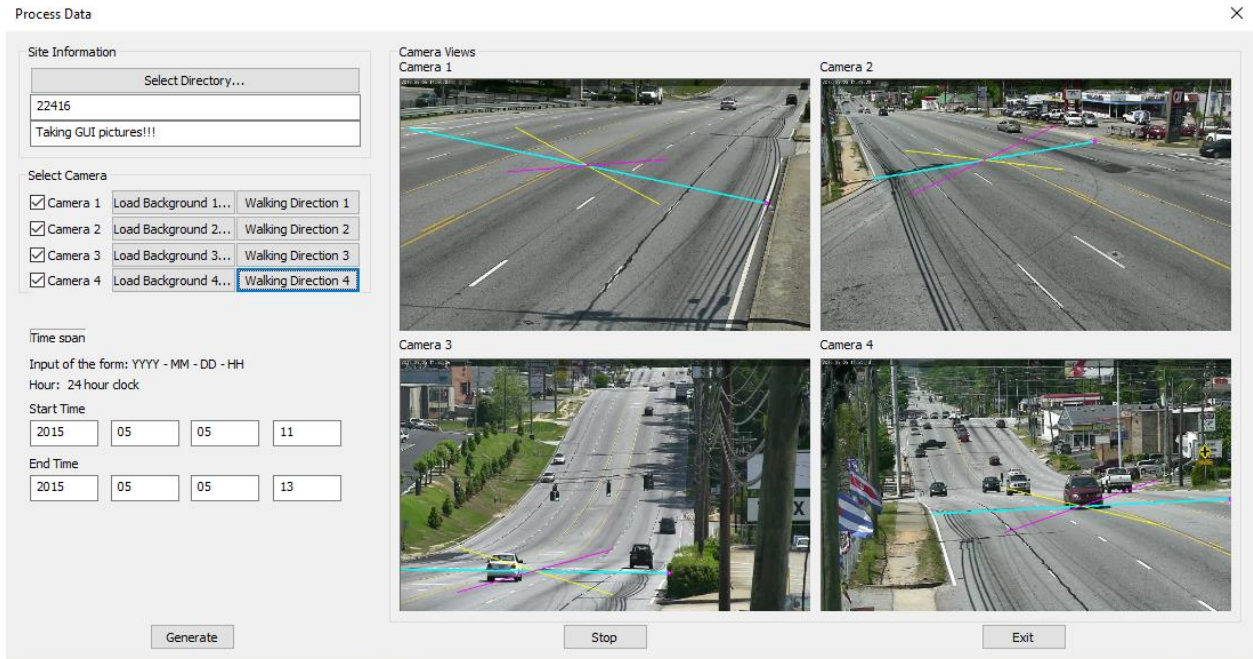 Process Data
Site Information
Select Directory...
22416
Taking GUI pictures!!!
Select Camera
Camera 1 Load Background 1... Walking Direction 1
Camera 2 Load Background 2... Walking Direction 2
Camera 3 Load Background 3... Walking Direction 3
Camera 4 Load Background 4... Walking Direction 4
Time span
Input of the form: YYYY - MM - DD - HH
Hour: 24 hour clock
Start Time
2015 05 05 11
End Time
2015 05 05 13
Generate
Camera Views
Camera 1
Camera 2
Camera 3
Camera 4
Stop
Exit